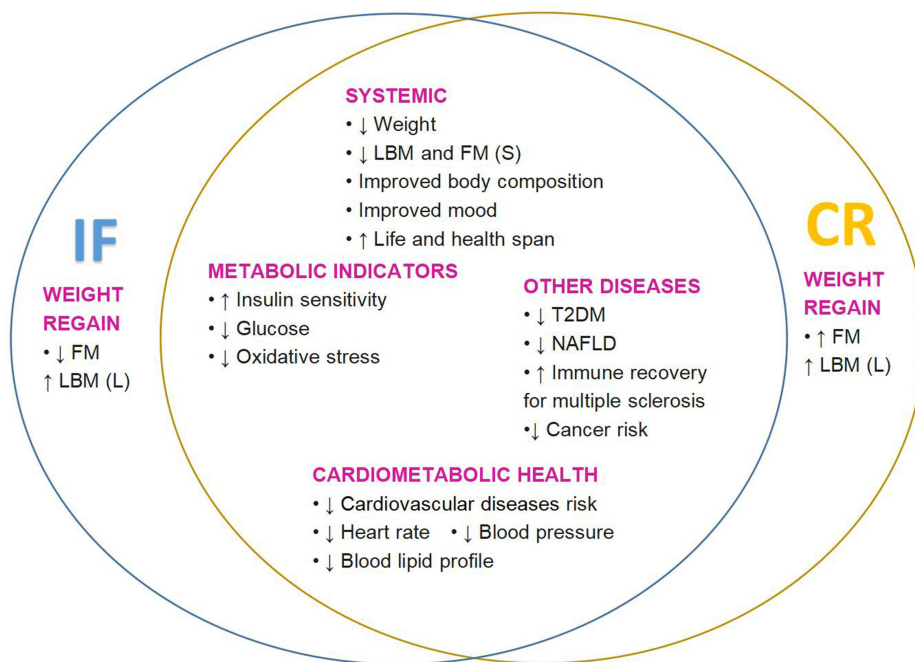 SYSTEMIC
• ↓ Weight
• ↓ LBM and FM (S)
• Improved body composition
• Improved mood
• ↑ Life and health span
IF
WEIGHT
REGAIN
• ↓ FM
↑ LBM (L)
METABOLIC INDICATORS
• ↑ Insulin sensitivity
• ↓ Glucose
• ↓ Oxidative stress
OTHER DISEASES
• ↓ T2DM
• ↓ NAFLD
• ↑ Immune recovery
for multiple sclerosis
•↓ Cancer risk
CR
WEIGHT
REGAIN
• ↑ FM
↑ LBM (L)
CARDIOMETABOLIC HEALTH
• ↓ Cardiovascular diseases risk
• ↓ Heart rate • ↓ Blood pressure
• ↓ Blood lipid profile